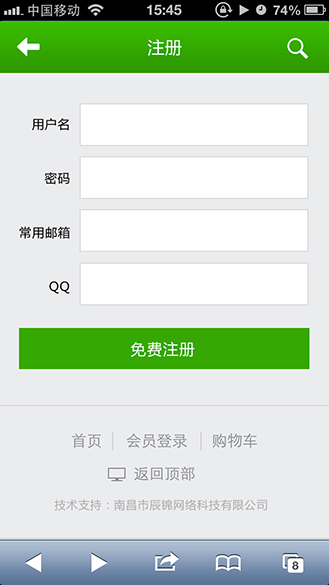 中国移动 15:45 74%
注册
用户名
密码
常用邮箱
QQ
免费注册
首页 会员登录 购物车
返回顶部
技术支持：南昌市辰锦网络科技有限公司
8